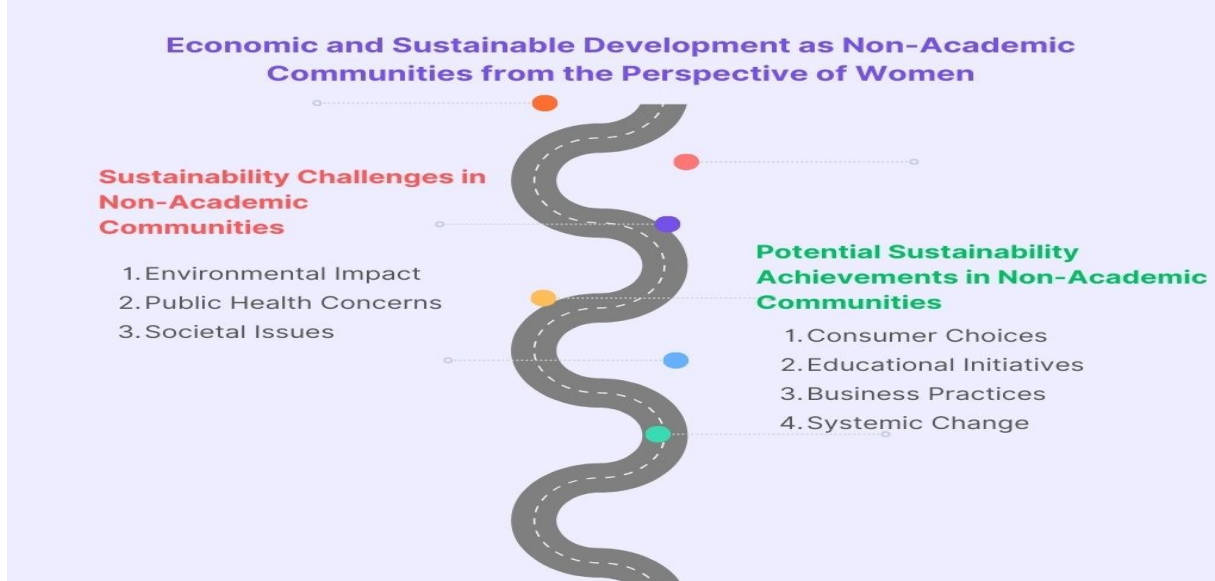 Economic and Sustainable Development as Non-Academic
Communities from the Perspective of Women
Sustainability Challenges in
Non-Academic
Communities
1. Environmental Impact
2. Public Health Concerns
3. Societal Issues
Potential Sustainability
Achievements in Non-Academic
Communities
1. Consumer Choices
2. Educational Initiatives
3. Business Practices
4. Systemic Change